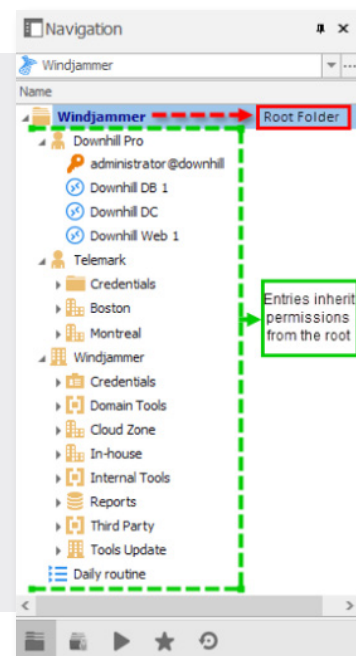 Navigation
Windjammer
Name
Windjammer
Root Folder
Downhill Pro
administrator@downhill
Downhill DB 1
Downhill DC
Downhill Web 1
Telemark
Credentials
Boston
Montreal
Windjammer
Credentials
Domain Tools
Cloud Zone
In-house
Internal Tools
Reports
Third Party
Tools Update
Daily routine
Entries inherit
permissions
from the root